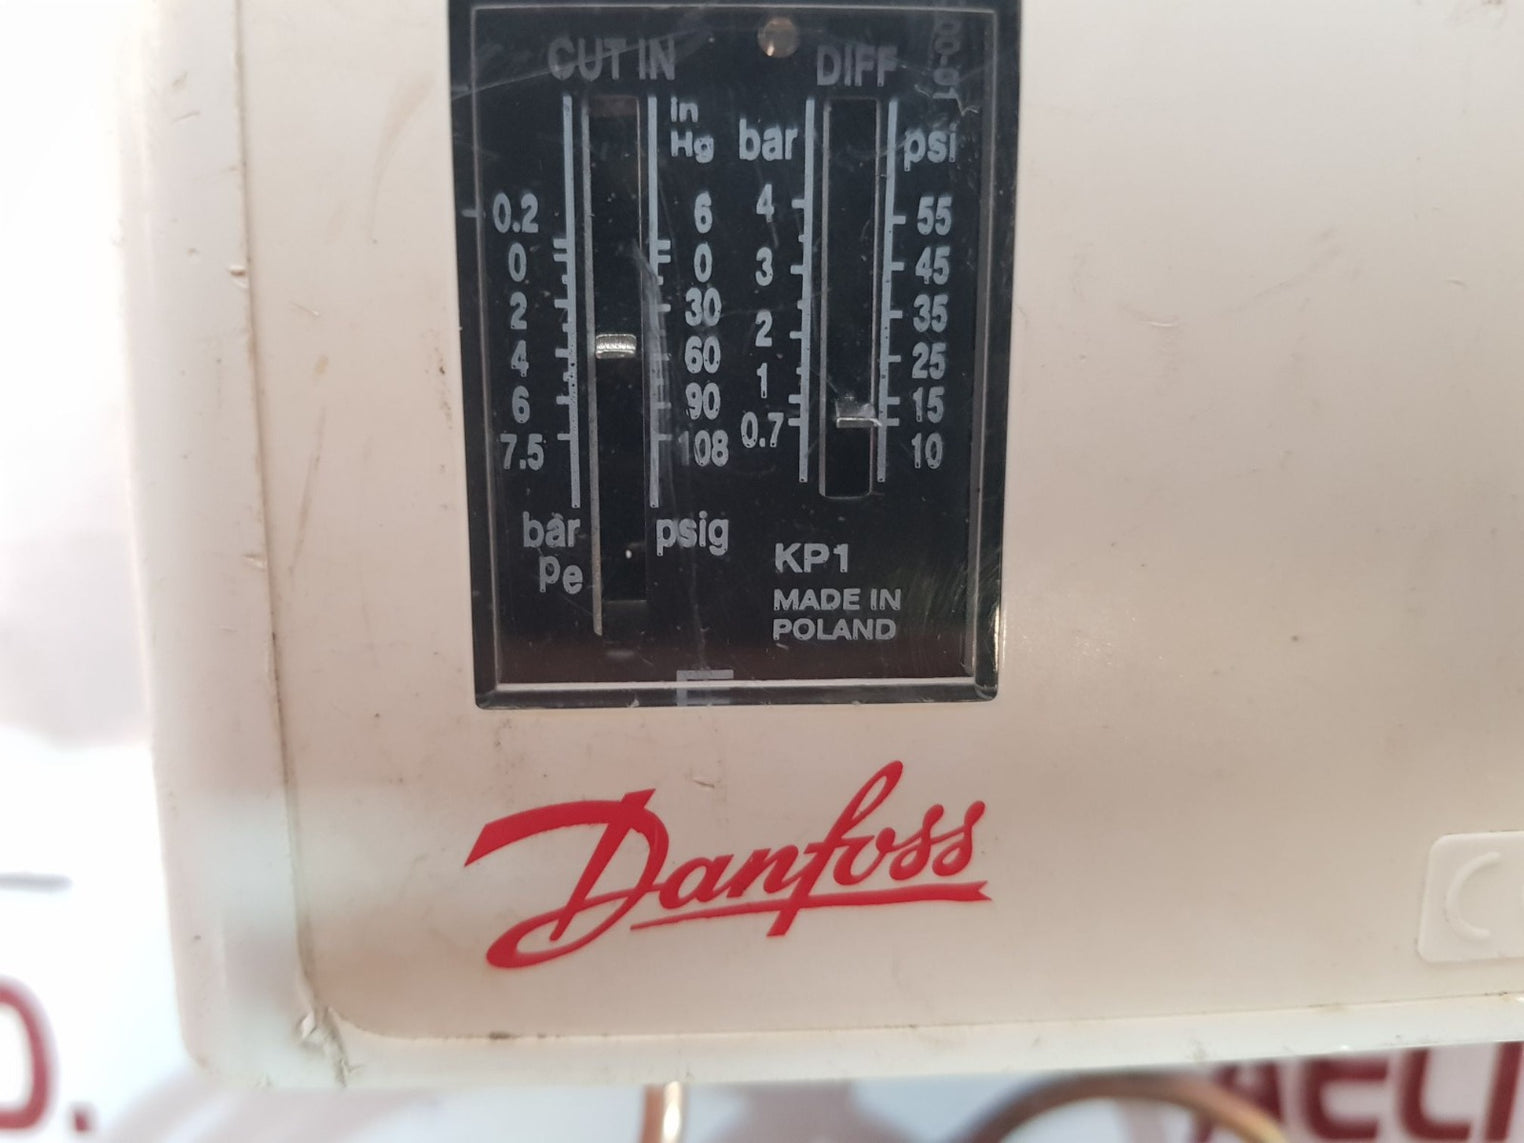 CUT IN
in
Hg
0.2 6
0 0
2 30
4 60
6 90
7.5 108
bar psig
pe
DIFF
bar psi
4 55
3 45
2 35
1 25
0.7 15
10
KP1
MADE IN
POLAND
Danfoss